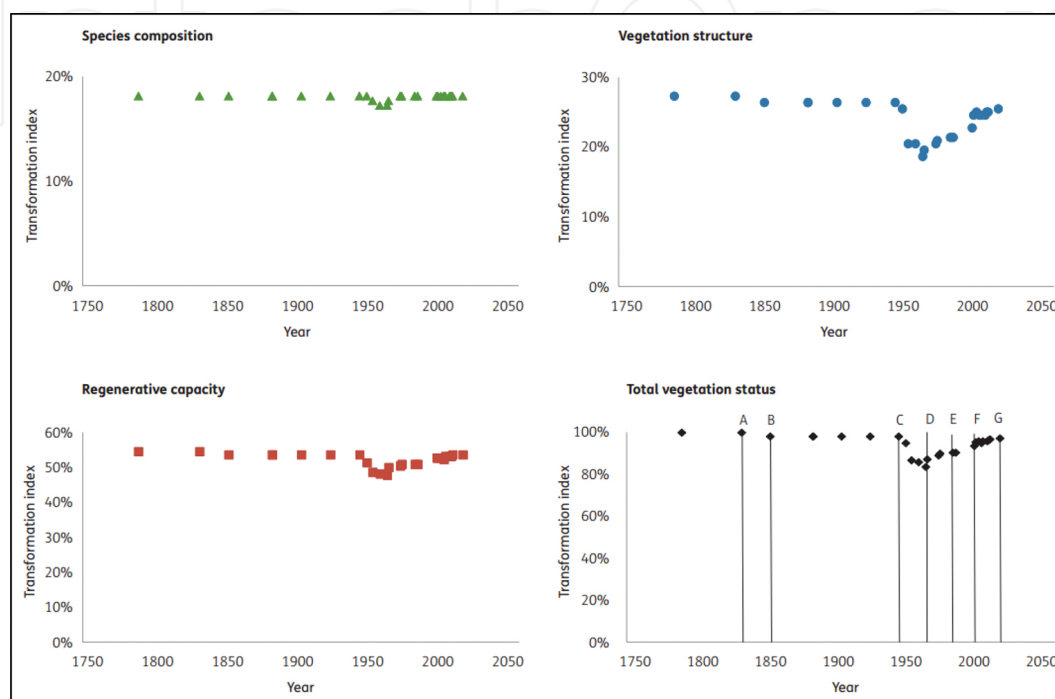 Species composition
20%
10%
0%
1750 1800 1850 1900 1950 2000 2050
Year
Transformation index
Vegetation structure
30%
20%
10%
0%
1750 1800 1850 1900 1950 2000 2050
Year
Transformation index
Regenerative capacity
60%
50%
40%
30%
20%
10%
0%
1750 1800 1850 1900 1950 2000 2050
Year
Transformation index
Total vegetation status
A B C D E F G
100%
80%
60%
40%
20%
0%
1750 1800 1850 1900 1950 2000 2050
Year
Transformation index